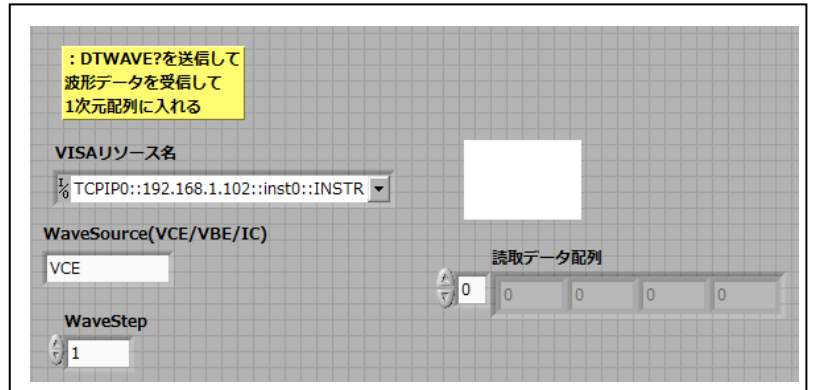 ：DTWAVE?を送信して
波形データを受信して
1次元配列に入れる
VISAリソース名
I/0 TCPIP0::192.168.1.102::inst0::INSTR
WaveSource(VCE/VBE/IC)
VCE
読取データ配列
0 0 0 0 0
WaveStep
1